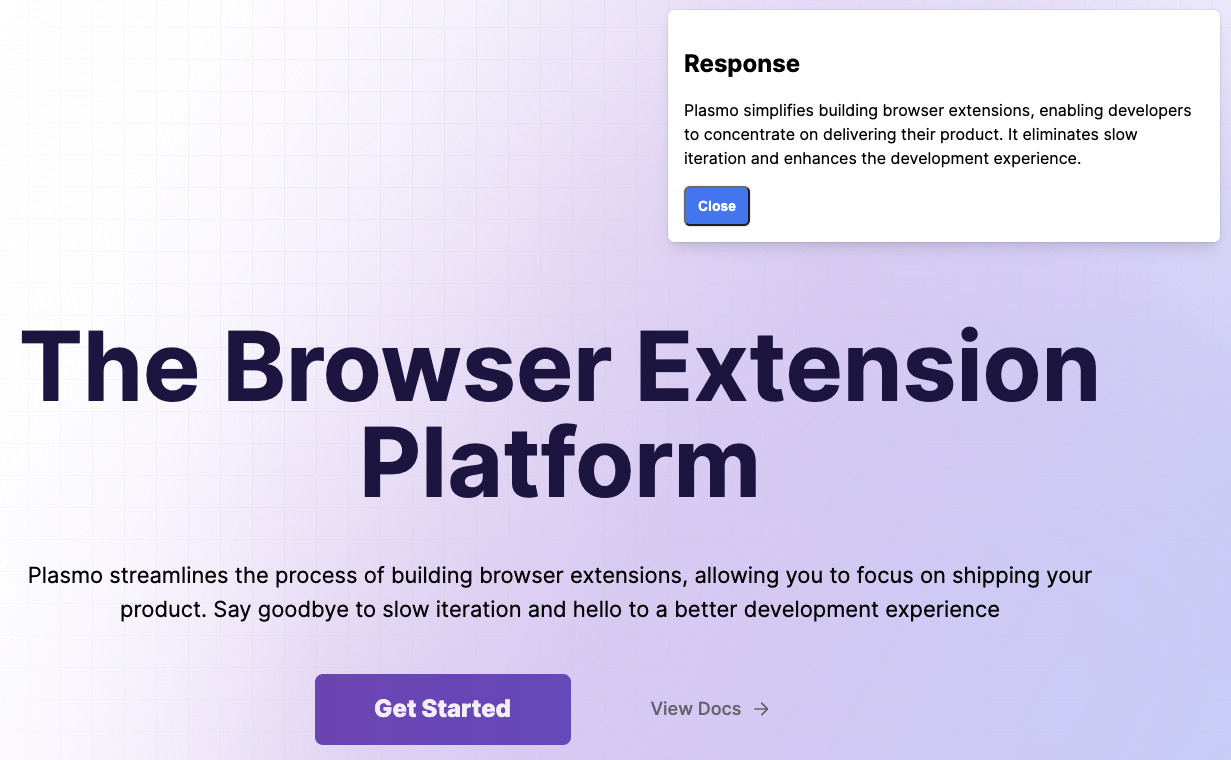 Response
Plasmo simplifies building browser extensions, enabling developers
to concentrate on delivering their product. It eliminates slow
iteration and enhances the development experience.
Close
The Browser Extension
Platform
Plasmo streamlines the process of building browser extensions, allowing you to focus on shipping your
product. Say goodbye to slow iteration and hello to a better development experience
Get Started
View Docs →